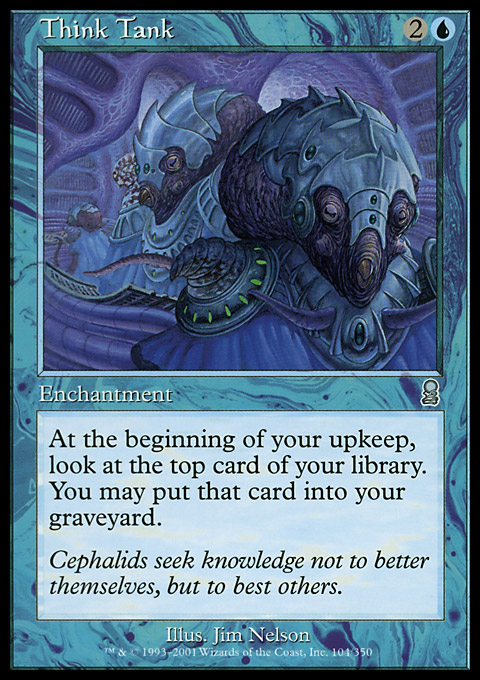 Think Tank 2
Enchantment
At the beginning of your upkeep,
look at the top card of your library.
You may put that card into your
graveyard.
Cephalids seek knowledge not to better
themselves, but to best others.
Illus. Jim Nelson
™ & © 1993–2001 Wizards of the Coast, Inc. 104/350